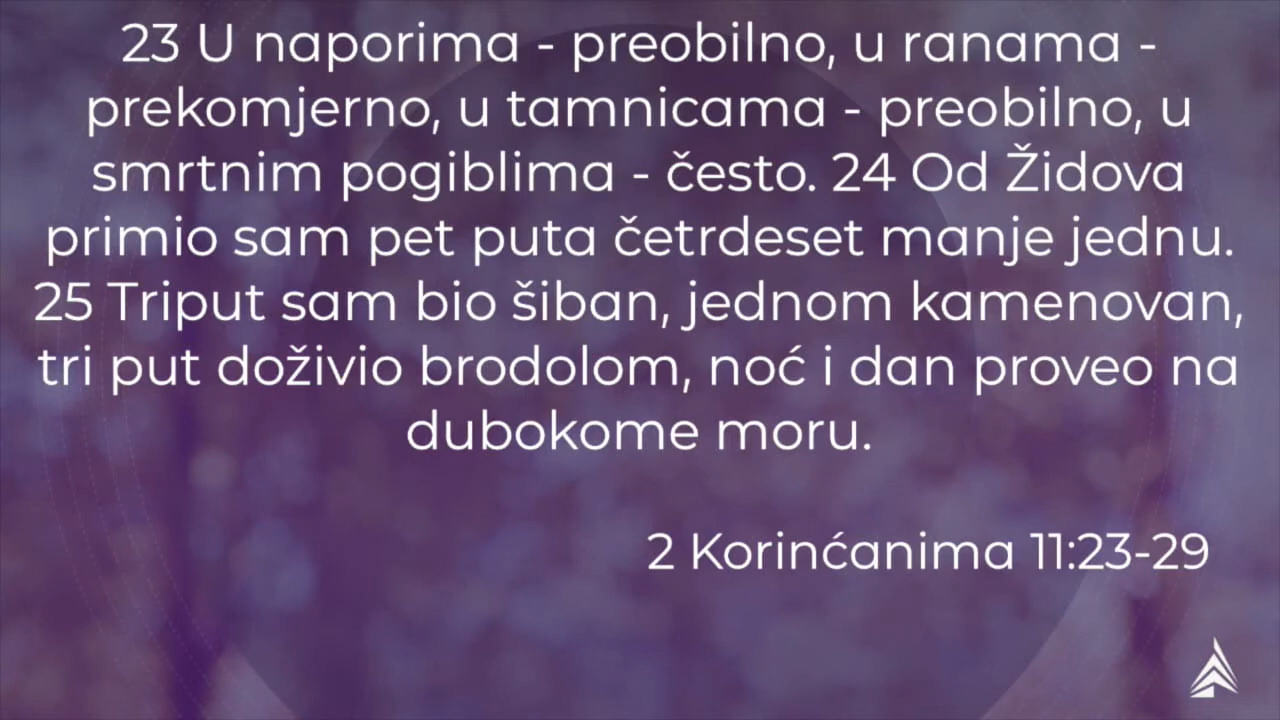 23 U naporima - preobilno, u ranama -
prekomjerno, u tamnicama - preobilno, u
smrtnim pogiblima - često. 24 Od Židova
primio sam pet puta četrdeset manje jednu.
25 Triput sam bio šiban, jednom kamenovan,
tri put doživio brodolom, noć i dan proveo na
dubokome moru.
2 Korinćanima 11:23-29